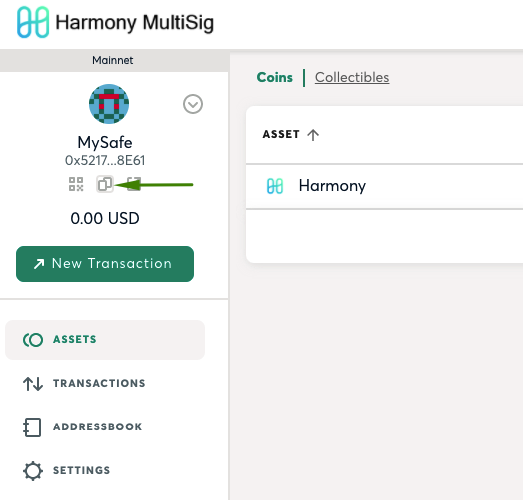 Harmony MultiSig
Mainnet
MySafe
0x5217...8E61
0.00 USD
New Transaction
ASSETS
TRANSACTIONS
ADDRESSBOOK
SETTINGS
Coins | Collectibles
ASSET
Harmony